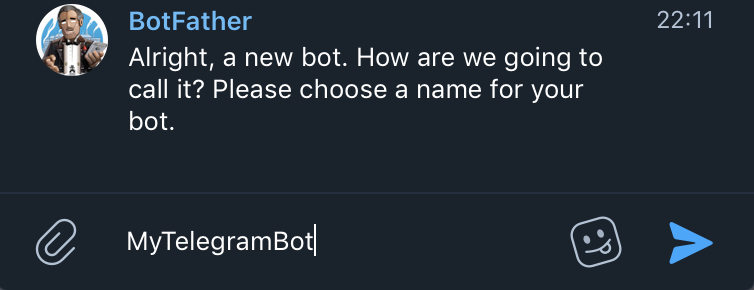 BotFather 22:11
Alright, a new bot. How are we going to
call it? Please choose a name for your
bot.
MyTelegramBot